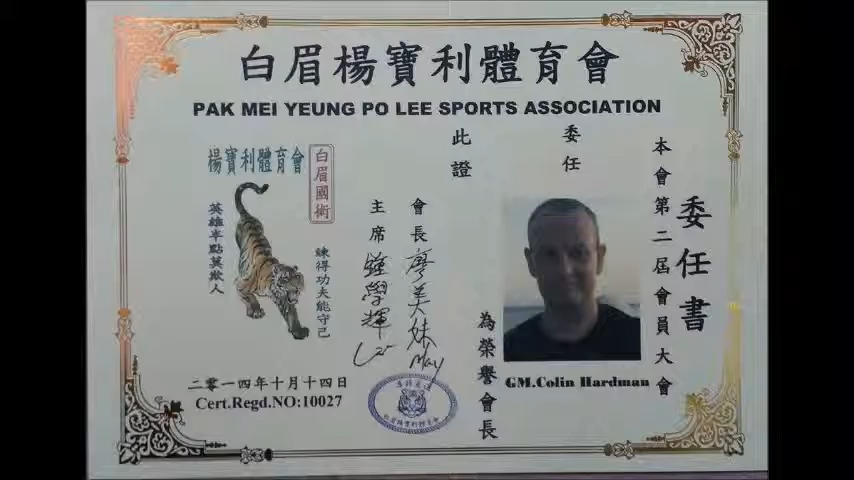 白眉楊寶利體育會
PAK MEI YEUNG PO LEE SPORTS ASSOCIATION
委任書
本會第二屆會員大會
委任
GM.Colin Hardman
為榮譽會長
此證
會長 廖美妹 May
主席 學輝
楊寶利體育會
白眉國術
練得功夫能守己
英雄半點莫欺人
二零一四年十月十四日
Cert.Regd.NO:10027